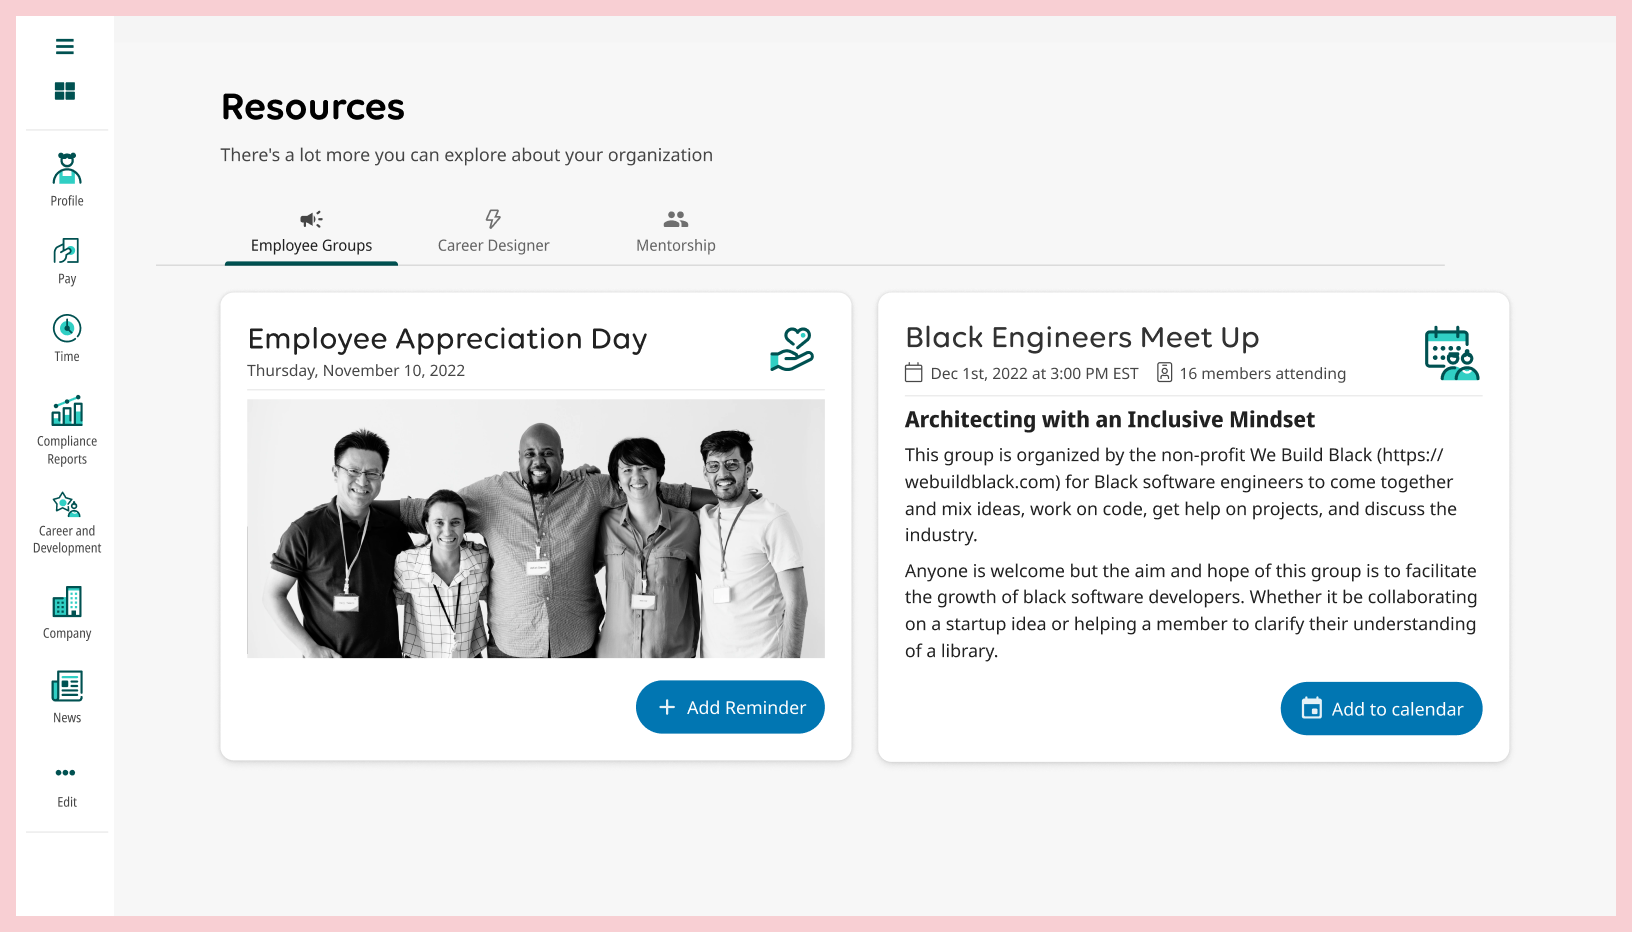 Resources
There's a lot more you can explore about your organization
Profile
Pay
Time
Compliance
Reports
Career and
Development
Company
News
Edit
Employee Groups
Career Designer
Mentorship
Employee Appreciation Day
Thursday, November 10, 2022
Add Reminder
Black Engineers Meet Up
Dec 1st, 2022 at 3:00 PM EST
16 members attending
Architecting with an Inclusive Mindset
This group is organized by the non-profit We Build Black (https://
webuildblack.com) for Black software engineers to come together
and mix ideas, work on code, get help on projects, and discuss the
industry.
Anyone is welcome but the aim and hope of this group is to facilitate
the growth of black software developers. Whether it be collaborating
on a startup idea or helping a member to clarify their understanding
of a library.
Add to calendar